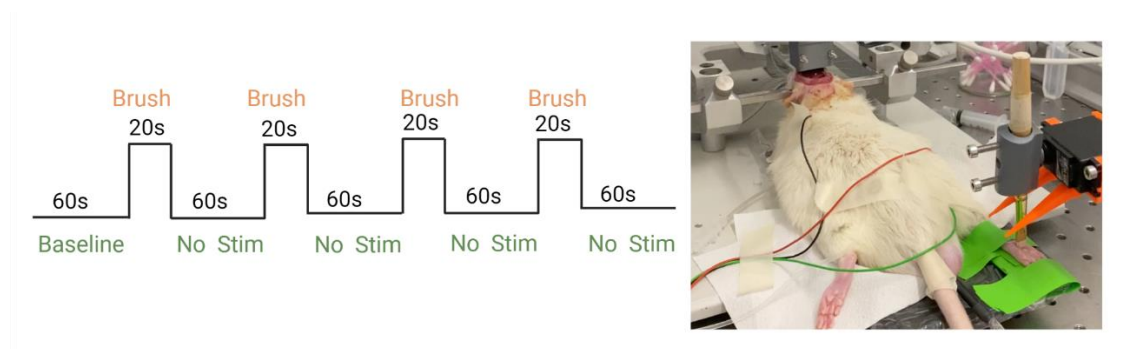 Brush Brush Brush Brush
20s 20s 20s 20s
60s 60s 60s 60s 60s
Baseline No Stim No Stim No Stim No Stim